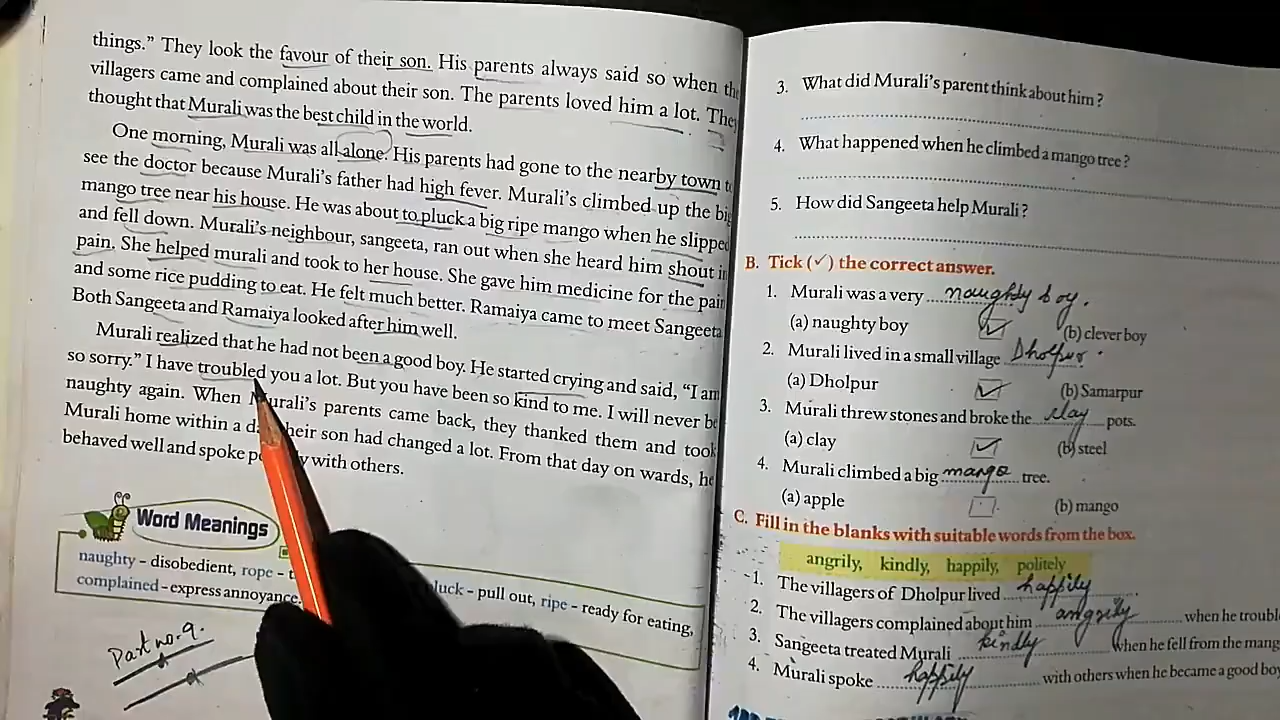 things." They look the favour of their son. His parents always said so when the
villagers came and complained about their son. The parents loved him a lot. They
thought that Murali was the best child in the world.
One morning, Murali was all alone. His parents had gone to the nearby town t
see the doctor because Murali's father had high fever. Murali's climbed up the big
mango tree near his house. He was about to pluck a big ripe mango when he slipped
and fell down. Murali's neighbour, sangeeta, ran out when she heard him shout in
pain. She helped murali and took to her house. She gave him medicine for the pain
and some rice pudding to eat. He felt much better. Ramaiya came to meet Sangeeta
Both Sangeeta and Ramaiya looked after him well.
Murali realized that he had not been a good boy. He started crying and said, "I am
so sorry." I have troubled you a lot. But you have been so kind to me. I will never be
naughty again. When Murali's parents came back, they thanked them and took
Murali home within a d heir son had changed a lot. From that day on wards, he
behaved well and spoke p y with others.
Word Meanings
naughty – disobedient, rope – t luck – pull out, ripe – ready for eating,
complained – express annoyance.
Part no. 9.
3. What did Murali's parent think about him ?
4. What happened when he climbed a mango tree ?
5. How did Sangeeta help Murali ?
B. Tick (✓) the correct answer.
1. Murali was a very naughty boy.
(a) naughty boy ✓ (b) clever boy
2. Murali lived in a small village Dholpur.
(a) Dholpur ✓ (b) Samarpur
3. Murali threw stones and broke the clay pots.
(a) clay ✓ (b) steel
4. Murali climbed a big mango tree.
(a) apple (b) mango
C. Fill in the blanks with suitable words from the box.
angrily, kindly, happily, politely
1. The villagers of Dholpur lived happily.
2. The villagers complained about him anggily when he trouble
3. Sangeeta treated Murali kindly when he fell from the mang
4. Murali spoke happily with others when he became a good boy